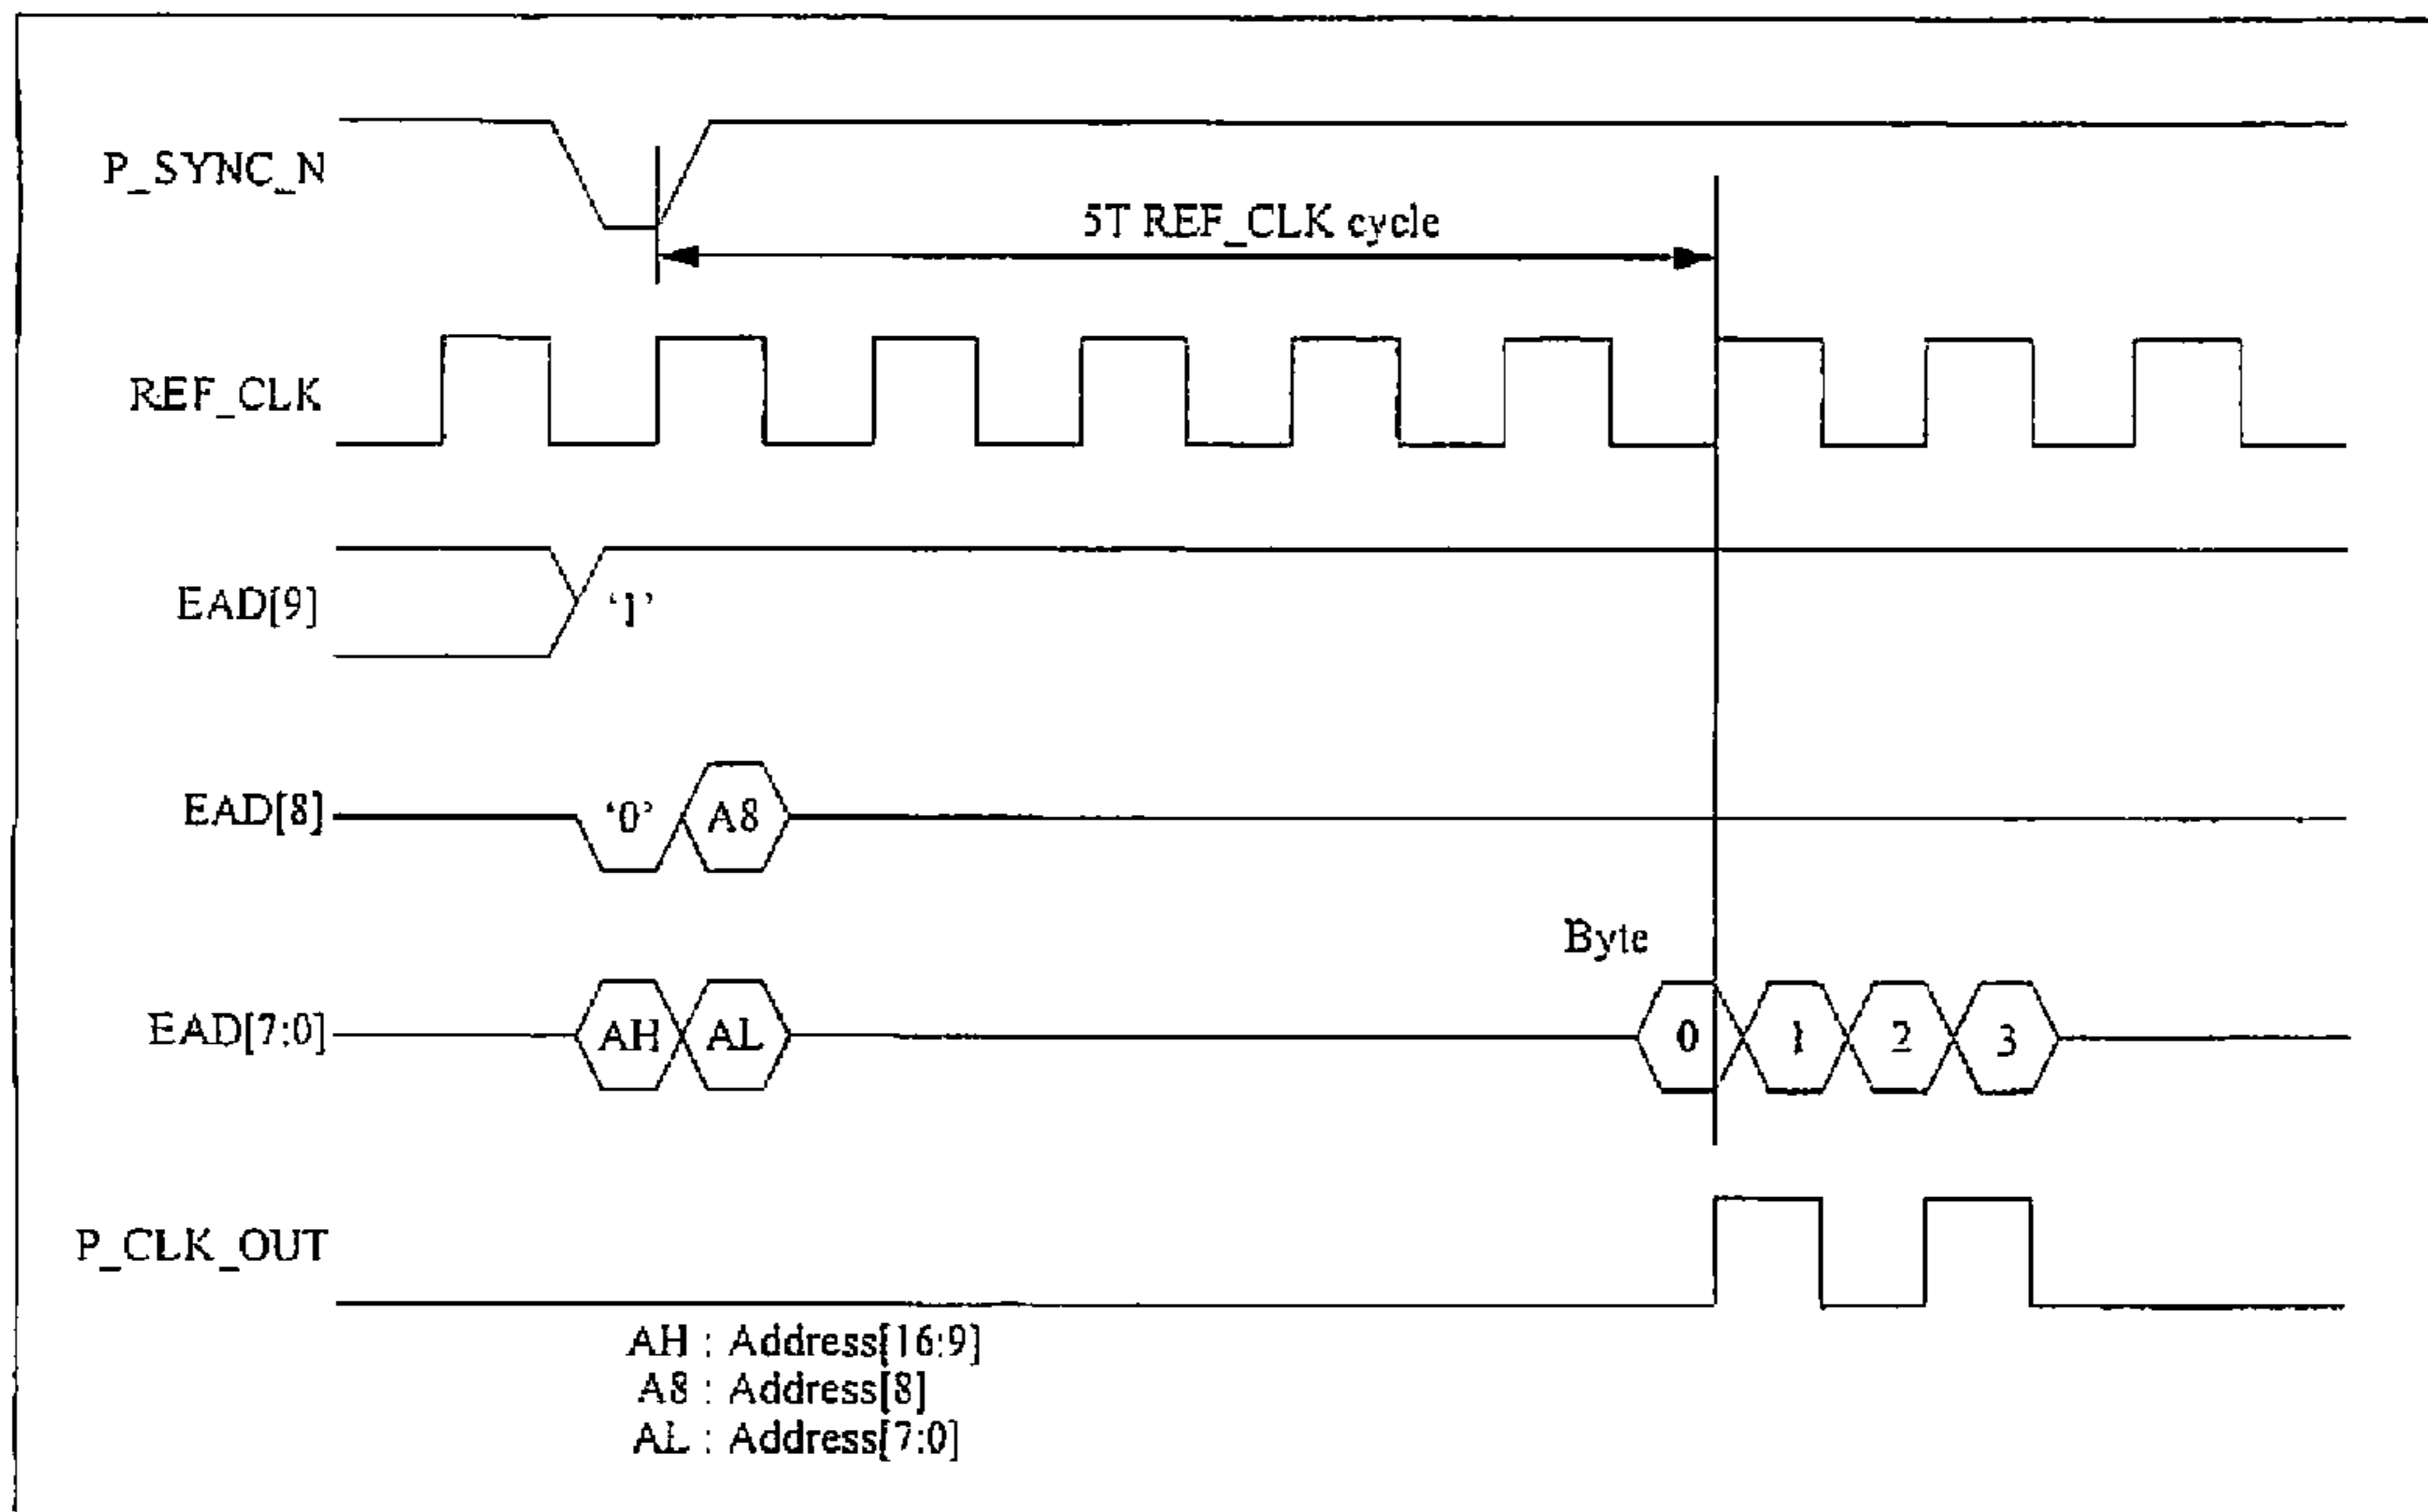 P_SYNC_N
5T REF_CLK cycle
REF_CLK
EAD[9]
‘1’
EAD[8]
‘0’ A8
Byte
EAD[7:0]
AH AL 0 1 2 3
P_CLK_OUT
AH : Address[16:9]
A8 : Address[8]
AL : Address[7:0]